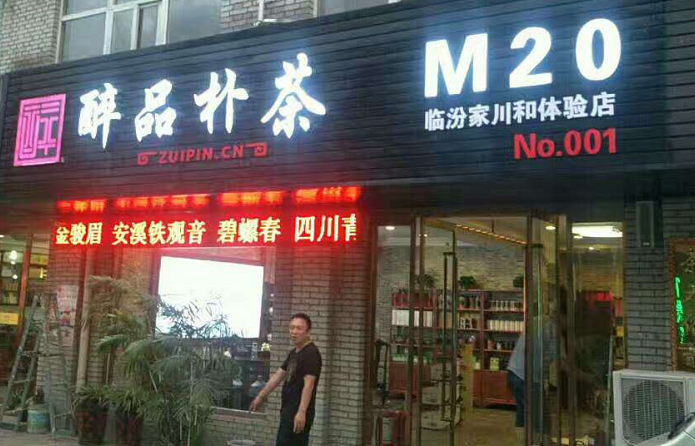 醉品朴茶
ZUIPIN.CN
M20
临汾家川和体验店
No.001
金骏眉 安溪铁观音 碧螺春 四川青